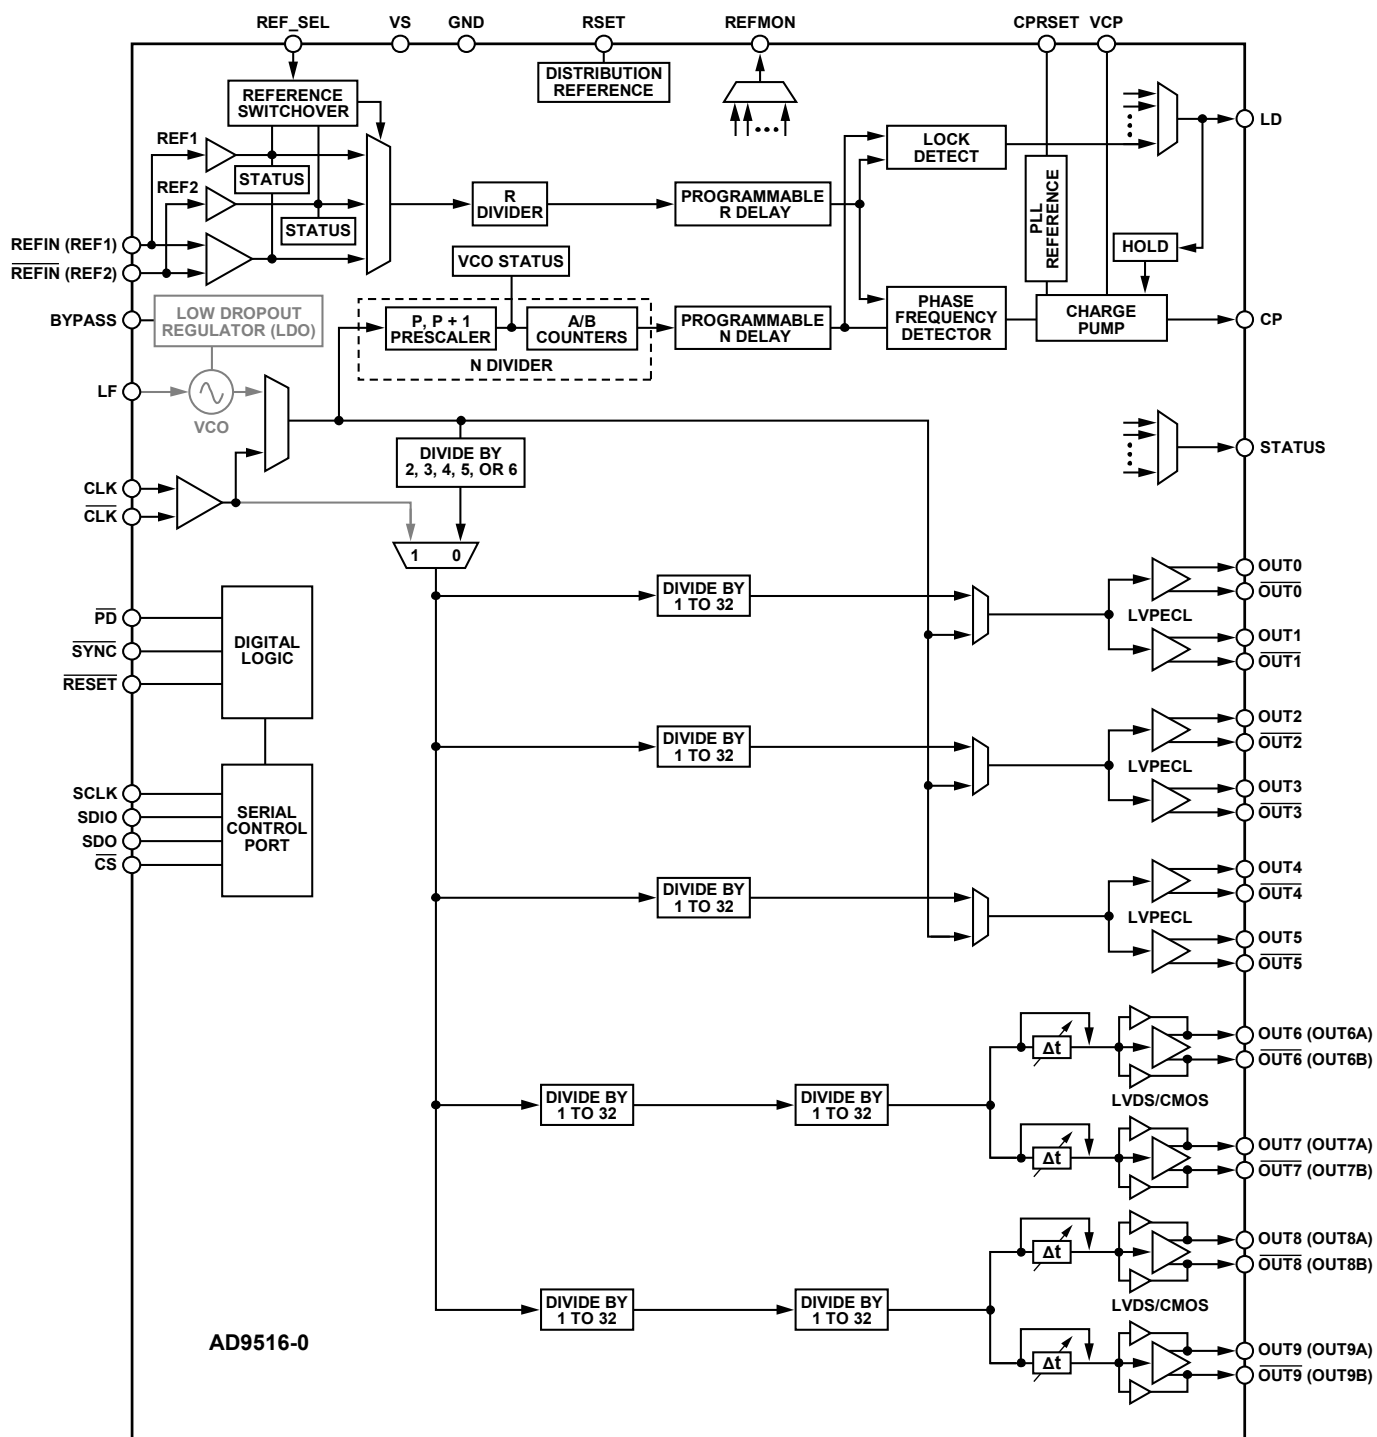 REF_SEL
VS
GND
RSET
REFMON
CPRSET
VCP
DISTRIBUTION
REFERENCE
REFERENCE
SWITCHOVER
REF1
STATUS
REF2
STATUS
R
DIVIDER
PROGRAMMABLE
R DELAY
LOCK
DETECT
LD
PLL
REFERENCE
HOLD
REFIN (REF1)
REFIN (REF2)
VCO STATUS
BYPASS
LOW DROPOUT
REGULATOR (LDO)
P, P + 1
PRESCALER
A/B
COUNTERS
N DIVIDER
PROGRAMMABLE
N DELAY
PHASE
FREQUENCY
DETECTOR
CHARGE
PUMP
CP
LF
VCO
DIVIDE BY
2, 3, 4, 5, OR 6
STATUS
CLK
CLK
1
0
DIVIDE BY
1 TO 32
LVPECL
OUT0
OUT0
OUT1
OUT1
PD
SYNC
RESET
DIGITAL
LOGIC
DIVIDE BY
1 TO 32
LVPECL
OUT2
OUT2
OUT3
OUT3
SCLK
SDIO
SDO
CS
SERIAL
CONTROL
PORT
DIVIDE BY
1 TO 32
LVPECL
OUT4
OUT4
OUT5
OUT5
DIVIDE BY
1 TO 32
DIVIDE BY
1 TO 32
Δt
Δt
LVDS/CMOS
OUT6 (OUT6A)
OUT6 (OUT6B)
OUT7 (OUT7A)
OUT7 (OUT7B)
DIVIDE BY
1 TO 32
DIVIDE BY
1 TO 32
Δt
Δt
LVDS/CMOS
OUT8 (OUT8A)
OUT8 (OUT8B)
OUT9 (OUT9A)
OUT9 (OUT9B)
AD9516-0